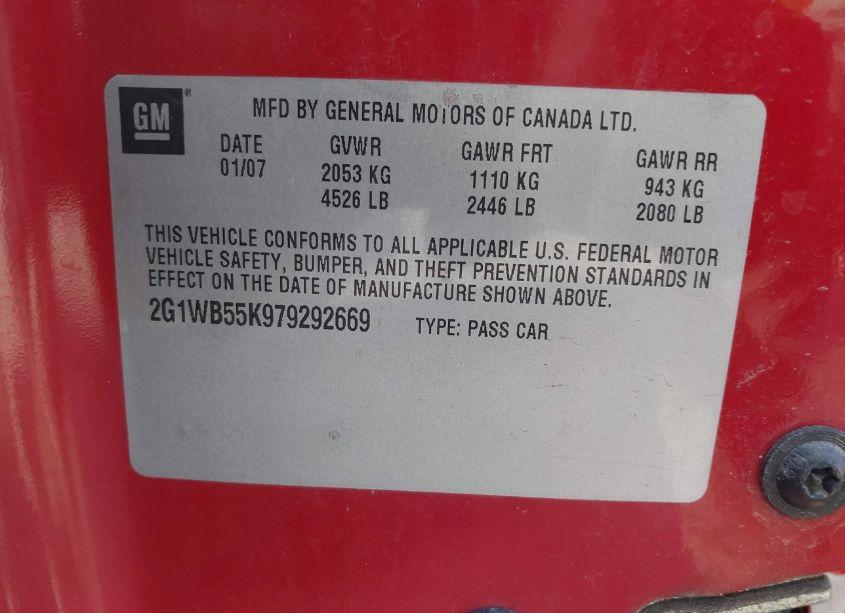 GM®
MFD BY GENERAL MOTORS OF CANADA LTD.
DATE GVWR GAWR FRT GAWR RR
01/07 2053 KG 1110 KG 943 KG
4526 LB 2446 LB 2080 LB
THIS VEHICLE CONFORMS TO ALL APPLICABLE U.S. FEDERAL MOTOR
VEHICLE SAFETY, BUMPER, AND THEFT PREVENTION STANDARDS IN
EFFECT ON THE DATE OF MANUFACTURE SHOWN ABOVE.
2G1WB55K979292669 TYPE: PASS CAR